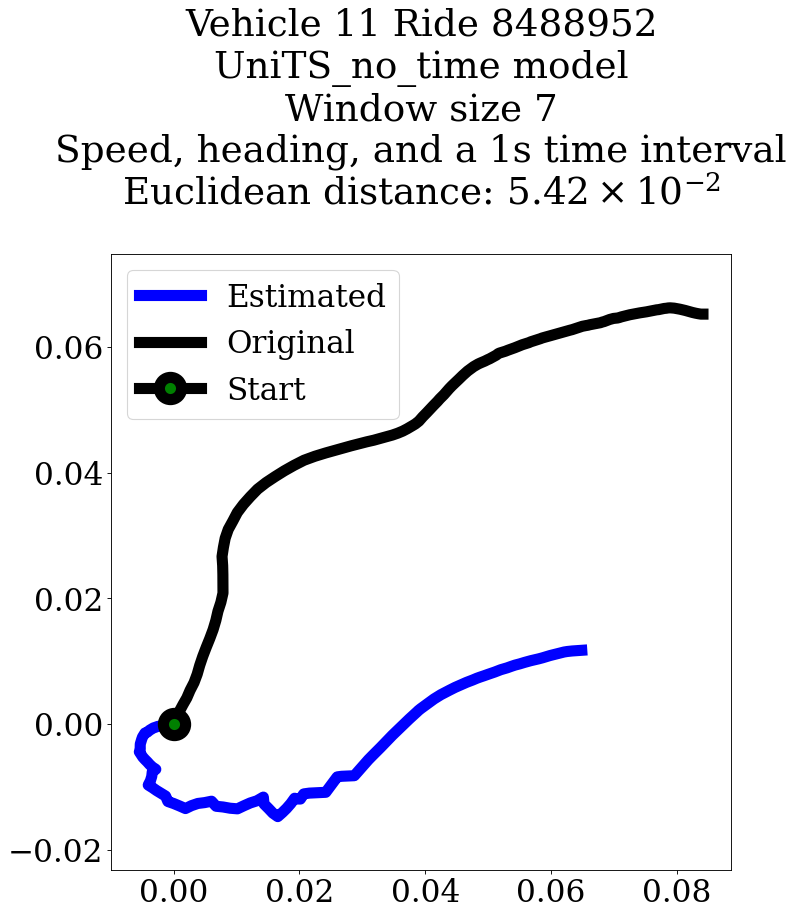 Vehicle 11 Ride 8488952
UniTS_no_time model
Window size 7
Speed, heading, and a 1s time interval
Euclidean distance: 5.42 × 10⁻²
Estimated
Original
Start
0.06
0.04
0.02
0.00
−0.02
0.00 0.02 0.04 0.06 0.08